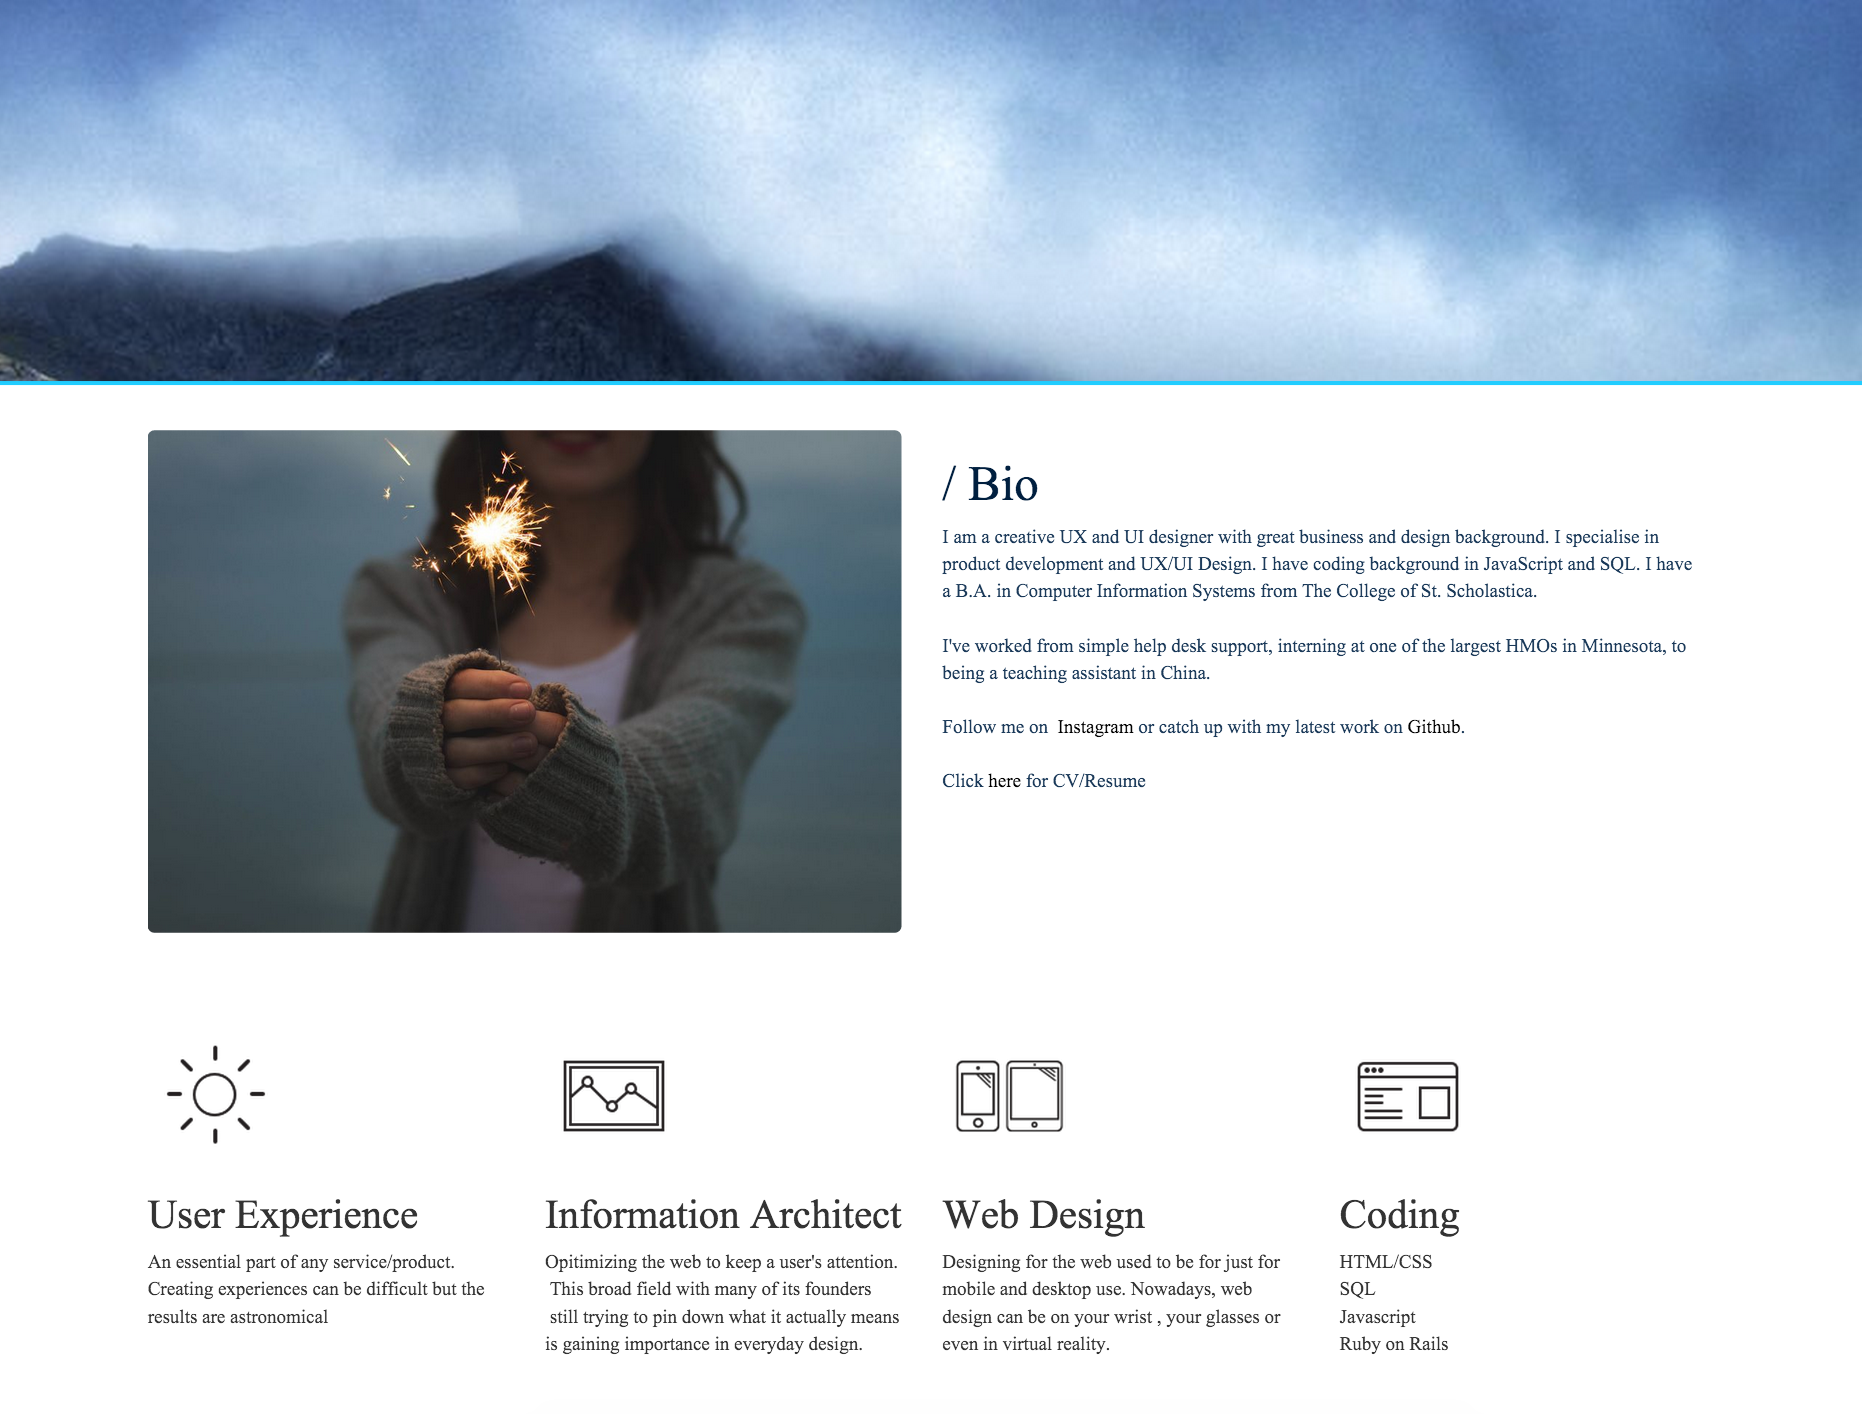 / Bio
I am a creative UX and UI designer with great business and design background. I specialise in
product development and UX/UI Design. I have coding background in JavaScript and SQL. I have
a B.A. in Computer Information Systems from The College of St. Scholastica.
I've worked from simple help desk support, interning at one of the largest HMOs in Minnesota, to
being a teaching assistant in China.
Follow me on  Instagram or catch up with my latest work on Github.
Click here for CV/Resume
User Experience
An essential part of any service/product.
Creating experiences can be difficult but the
results are astronomical
Information Architect
Opitimizing the web to keep a user's attention.
This broad field with many of its founders
still trying to pin down what it actually means
is gaining importance in everyday design.
Web Design
Designing for the web used to be for just for
mobile and desktop use. Nowadays, web
design can be on your wrist , your glasses or
even in virtual reality.
Coding
HTML/CSS
SQL
Javascript
Ruby on Rails